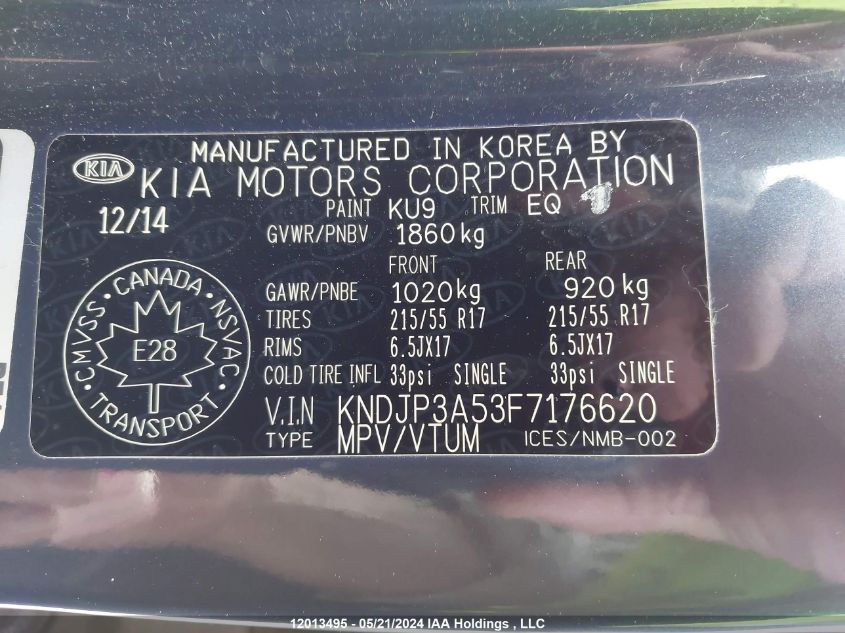 MANUFACTURED IN KOREA BY
KIA
KIA MOTORS CORPORATION
12/14
PAINT KU9 TRIM EQ
GVWR/PNBV 1860kg
FRONT REAR
GAWR/PNBE 1020kg 920kg
TIRES 215/55 R17 215/55 R17
RIMS 6.5JX17 6.5JX17
COLD TIRE INFL 33psi SINGLE 33psi SINGLE
V.I.N KNDJP3A53F7176620
TYPE MPV/VTUM ICES/NMB-002
CMVSS • CANADA • NSVAC • TRANSPORT •
E28
12013495 - 05/21/2024 IAA Holdings , LLC